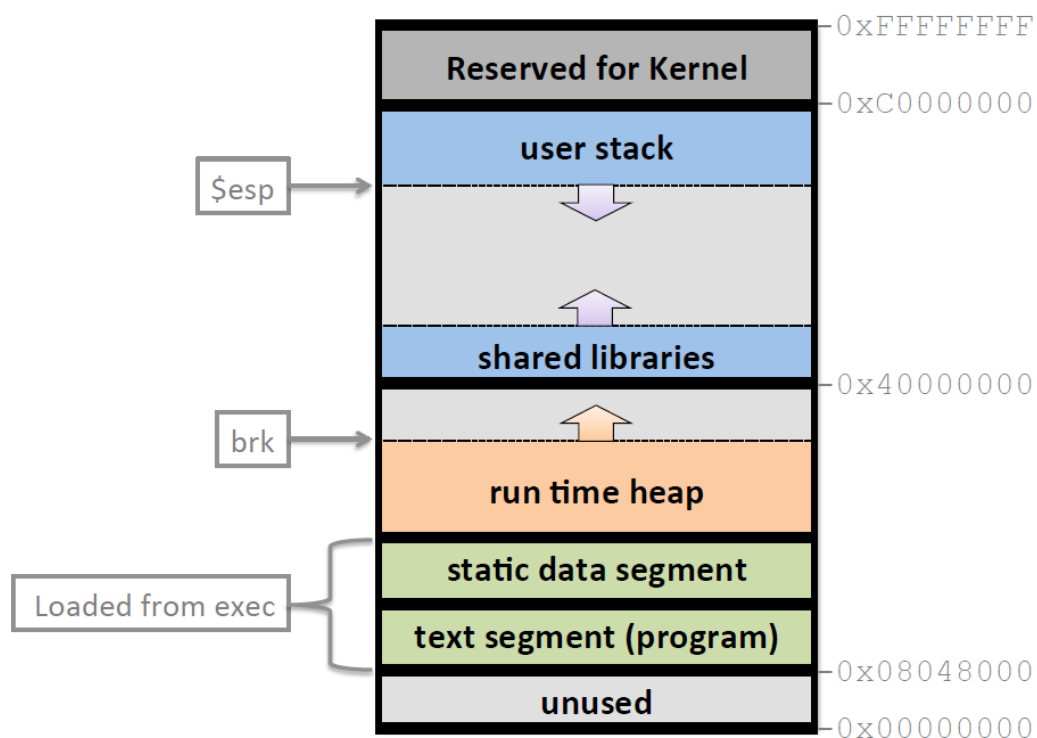 0xFFFFFFFF
Reserved for Kernel
0xC0000000
user stack
$esp
shared libraries
0x40000000
brk
run time heap
static data segment
Loaded from exec
text segment (program)
0x08048000
unused
0x00000000